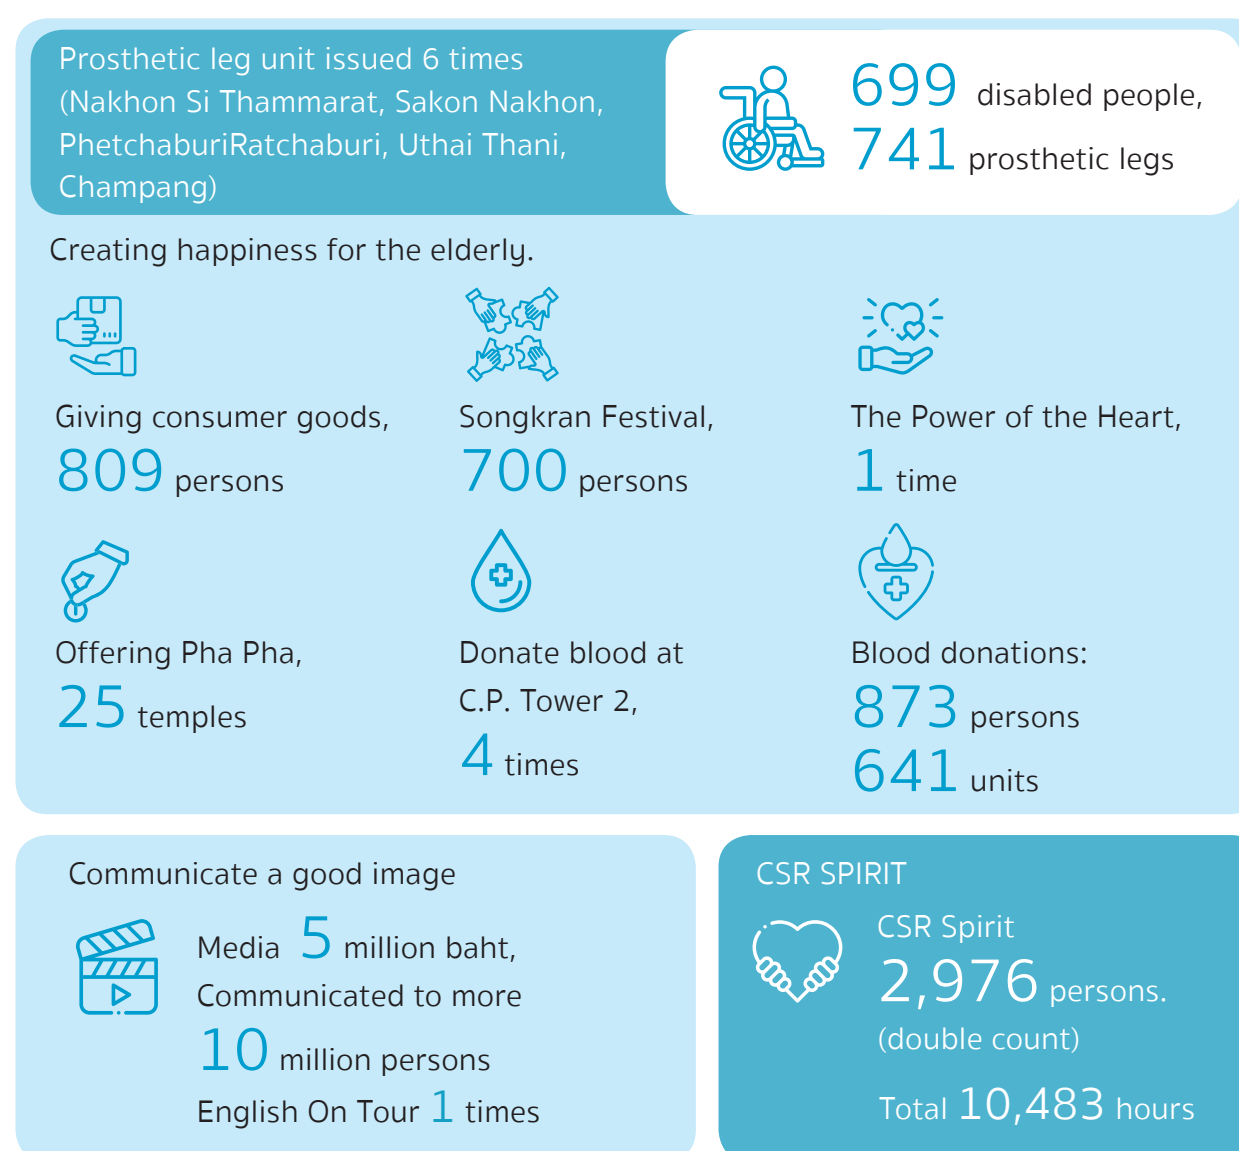 Prosthetic leg unit issued 6 times
(Nakhon Si Thammarat, Sakon Nakhon,
PhetchaburiRatchaburi, Uthai Thani,
Champang)
699 disabled people,
741 prosthetic legs
Creating happiness for the elderly.
Giving consumer goods,
809 persons
Songkran Festival,
700 persons
The Power of the Heart,
1 time
Offering Pha Pha,
25 temples
Donate blood at
C.P. Tower 2,
4 times
Blood donations:
873 persons
641 units
Communicate a good image
Media 5 million baht,
Communicated to more
10 million persons
English On Tour 1 times
CSR SPIRIT
CSR Spirit
2,976 persons.
(double count)
Total 10,483 hours